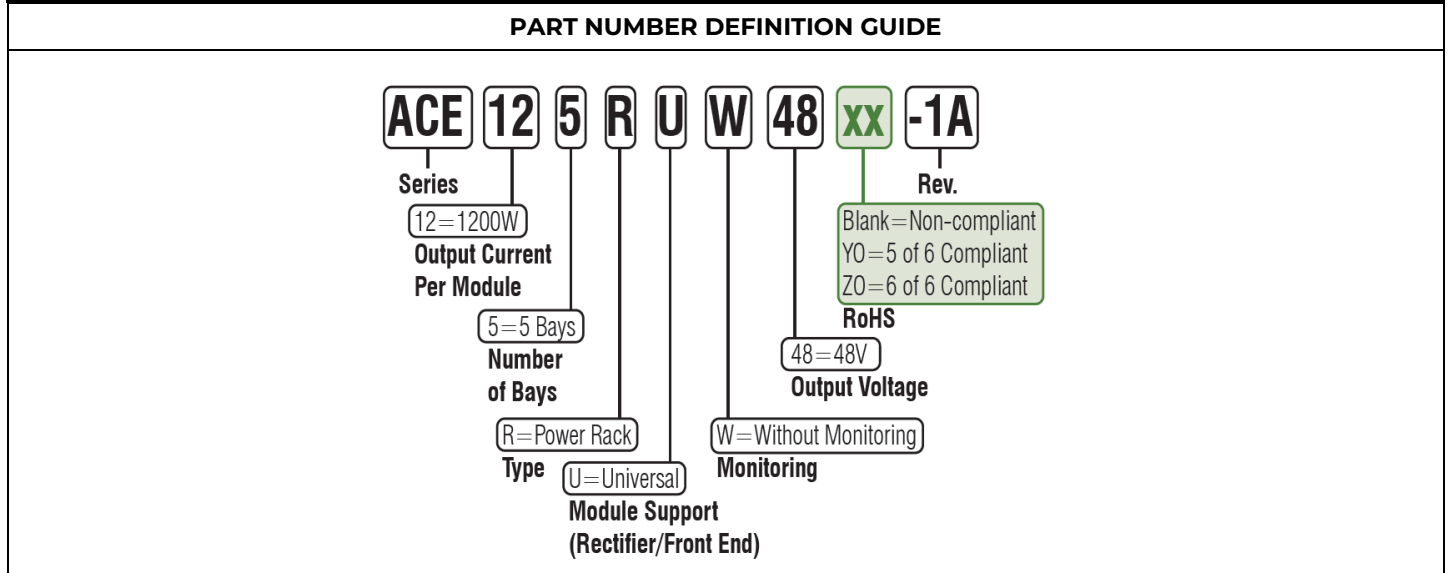 PART NUMBER DEFINITION GUIDE
ACE 12 5 R U W 48 xx -1A
Series
Rev.
12=1200W
Output Current
Per Module
Blank=Non-compliant
YO=5 of 6 Compliant
ZO=6 of 6 Compliant
RoHS
5=5 Bays
Number
of Bays
48=48V
Output Voltage
R=Power Rack
Type
W=Without Monitoring
Monitoring
U=Universal
Module Support
(Rectifier/Front End)